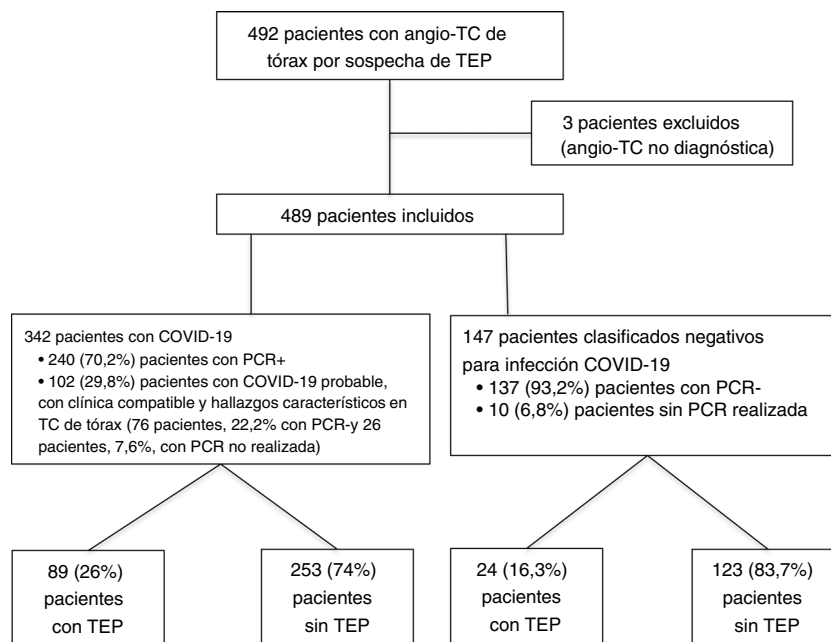 492 pacientes con angio-TC de
tórax por sospecha de TEP
3 pacientes excluidos
(angio-TC no diagnóstica)
489 pacientes incluidos
342 pacientes con COVID-19
• 240 (70,2%) pacientes con PCR+
• 102 (29,8%) pacientes con COVID-19 probable,
con clínica compatible y hallazgos característicos en
TC de tórax (76 pacientes, 22,2% con PCR-y 26
pacientes, 7,6%, con PCR no realizada)
147 pacientes clasificados negativos
para infección COVID-19
• 137 (93,2%) pacientes con PCR-
• 10 (6,8%) pacientes sin PCR realizada
89 (26%)
pacientes
con TEP
253 (74%)
pacientes
sin TEP
24 (16,3%)
pacientes
con TEP
123 (83,7%)
pacientes
sin TEP